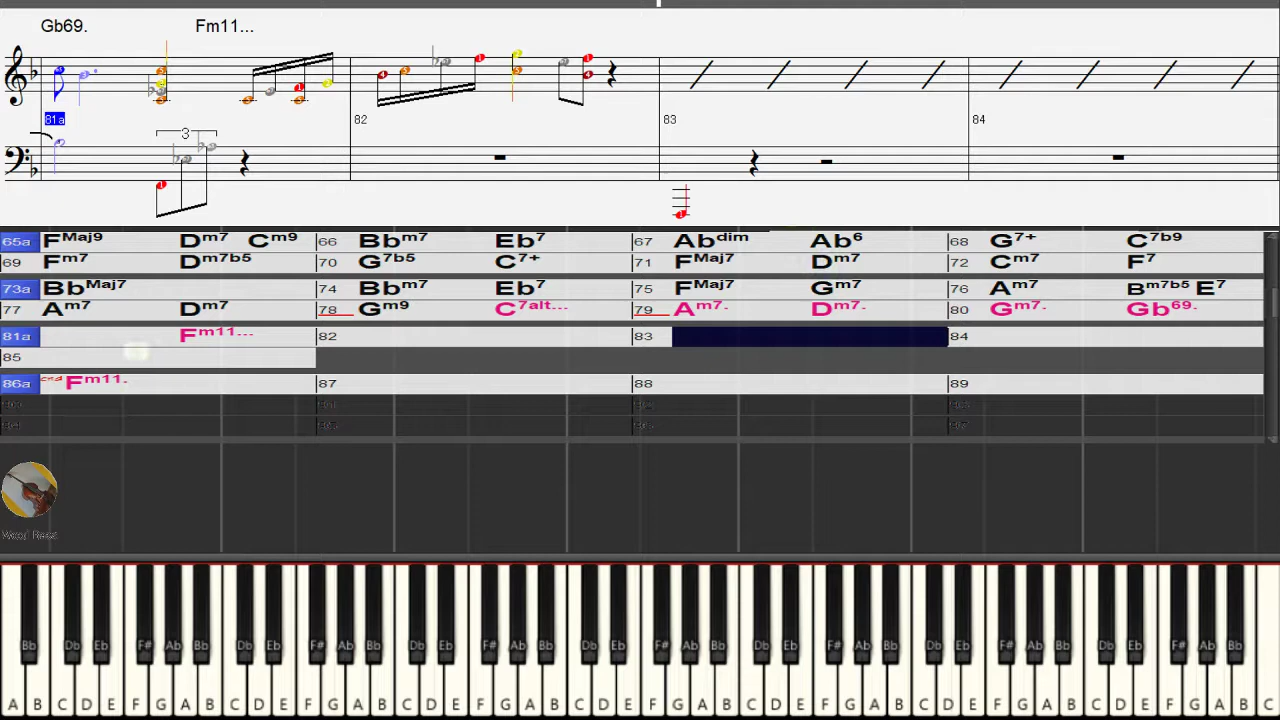 Gb69. Fm11...
3
81a 82 83 84
65a FMaj9 Dm7 Cm9 66 Bbm7 Eb7 67 Abdim Ab6 68 G7+ C7b9
69 Fm7 Dm7b5 70 G7b5 C7+ 71 FMaj7 Dm7 72 Cm7 F7
73a BbMaj7 74 Bbm7 Eb7 75 FMaj7 Gm7 76 Am7 Bm7b5 E7
77 Am7 Dm7 78 Gm9 C7alt... 79 Am7. Dm7. 80 Gm7. Gb69.
81a Fm11... 82 83 84
85
86a end Fm11. 87 88 89
Bb Db Eb F# Ab Bb Db Eb F# Ab Bb Db Eb F# Ab Bb Db Eb F# Ab Bb Db Eb F# Ab Bb Db Eb F# Ab Bb Db Eb F# Ab Bb
A B C D E F G A B C D E F G A B C D E F G A B C D E F G A B C D E F G A B C D E F G A B C D E F G A B C